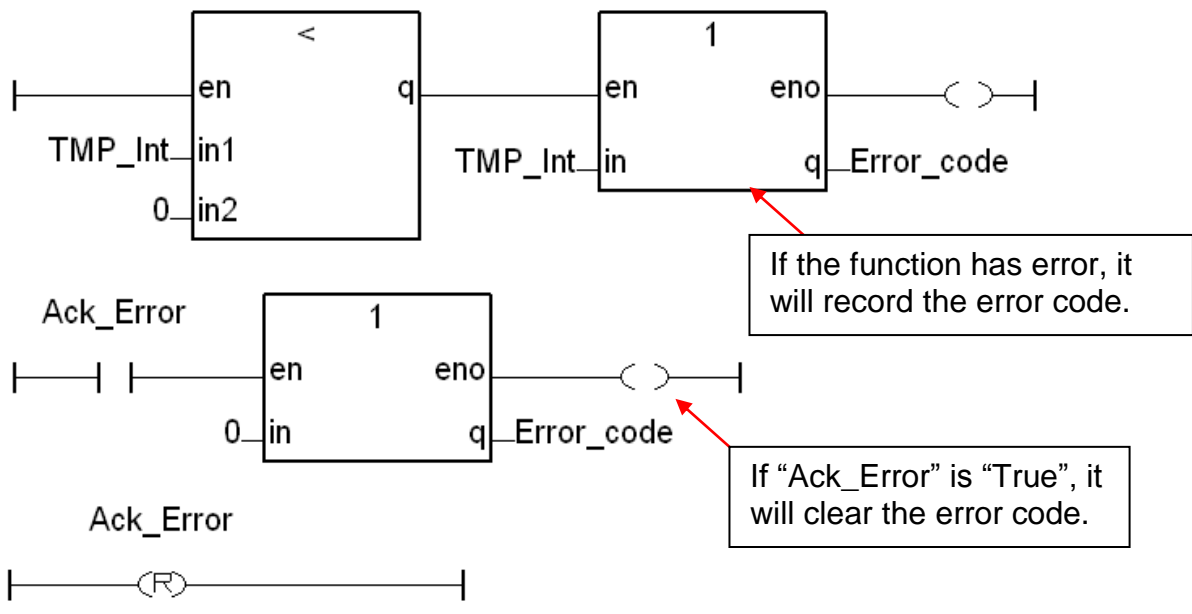 < 1
en q en eno
TMP_Int in1 TMP_Int in q Error_code
0 in2
If the function has error, it
will record the error code.
Ack_Error 1
en eno
0 in q Error_code
If “Ack_Error” is “True”, it
will clear the error code.
Ack_Error
R